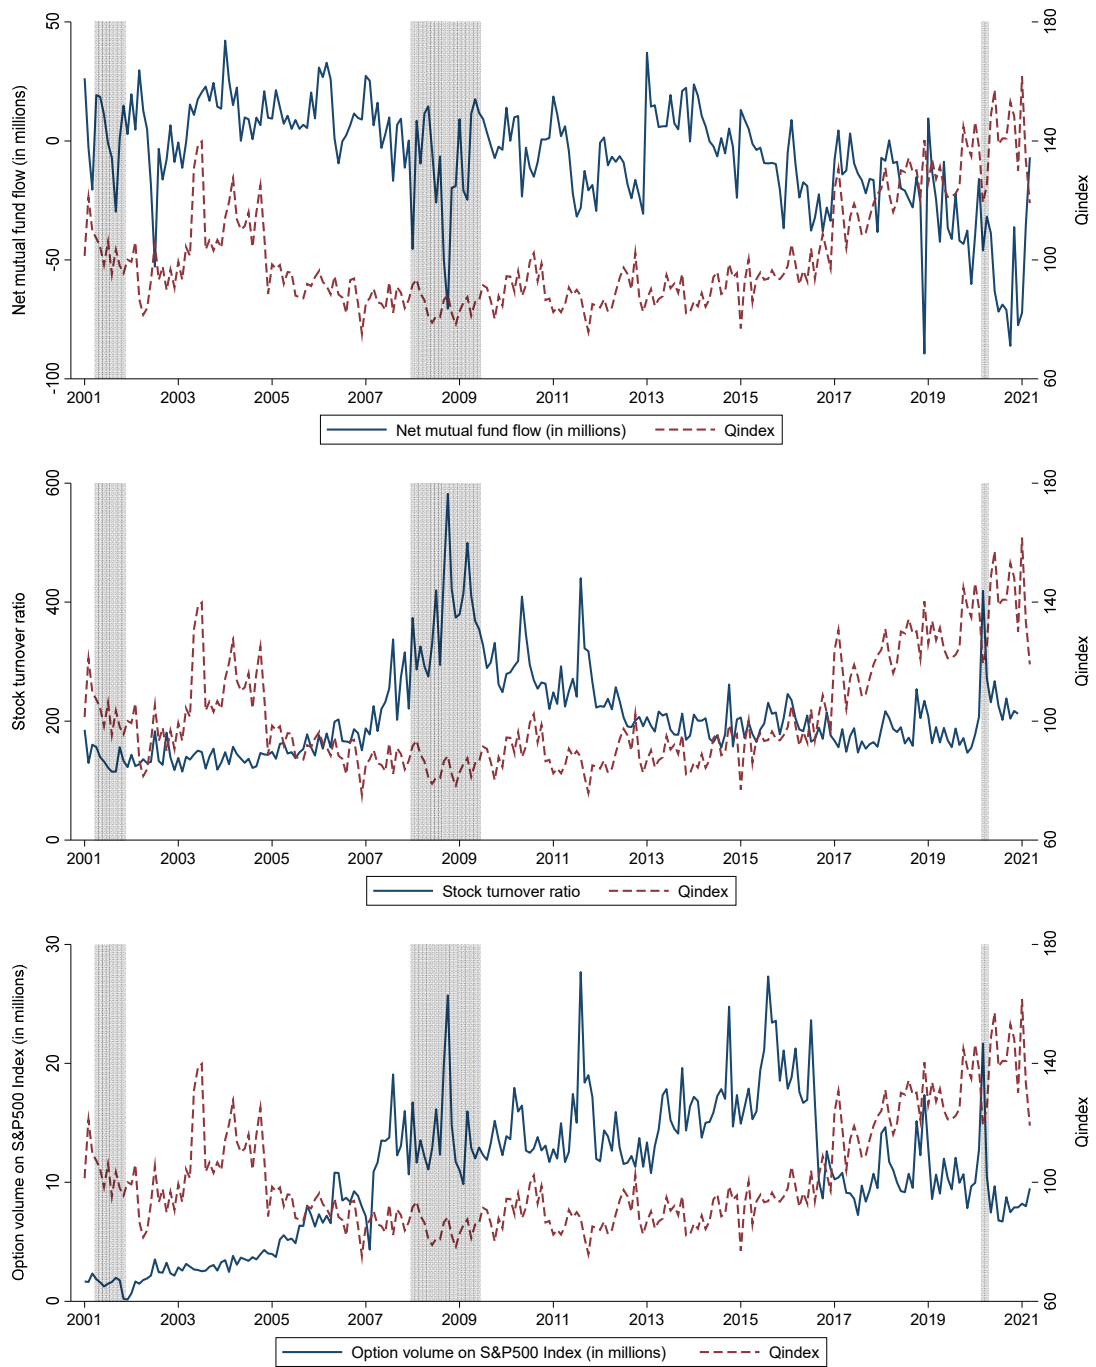 Net mutual fund flow (in millions)
50
0
-50
-100
180
140
100
60
Qindex
2001 2003 2005 2007 2009 2011 2013 2015 2017 2019 2021
Net mutual fund flow (in millions) Qindex
Stock turnover ratio
600
400
200
0
180
140
100
60
Qindex
2001 2003 2005 2007 2009 2011 2013 2015 2017 2019 2021
Stock turnover ratio Qindex
Option volume on S&P500 Index (in millions)
30
20
10
0
180
140
100
60
Qindex
2001 2003 2005 2007 2009 2011 2013 2015 2017 2019 2021
Option volume on S&P500 Index (in millions) Qindex